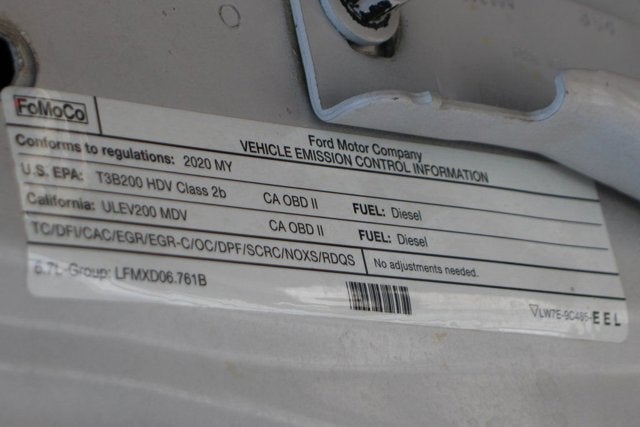 FoMoCo
Ford Motor Company
VEHICLE EMISSION CONTROL INFORMATION
Conforms to regulations: 2020 MY
U.S. EPA: T3B200 HDV Class 2b CA OBD II FUEL: Diesel
California: ULEV200 MDV CA OBD II FUEL: Diesel
TC/DFI/CAC/EGR/EGR-C/OC/DPF/SCRC/NOXS/RDQS No adjustments needed.
6.7L-Group: LFMXD06.761B
LW7E-9C485-EEL